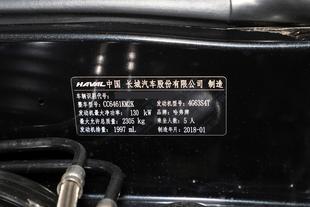 HAVAL 中国 长城汽车股份有限公司 制造
车辆识别代号:
整车型号: CC6461KM2K 发动机型号: 4G63S4T
发动机最大净功率: 130 kW 品牌: 哈弗牌
最大允许总质量: 2305 kg 乘坐人数: 5 人
发动机排量: 1997 mL 制造年月: 2018-01